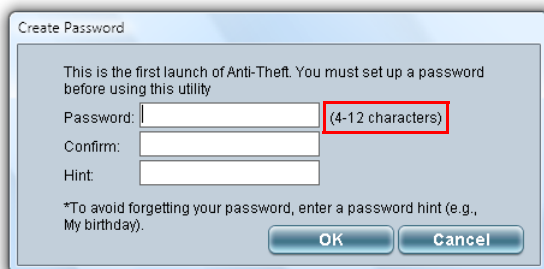 Create Password
This is the first launch of Anti-Theft. You must set up a password
before using this utility
Password: (4-12 characters)
Confirm:
Hint:
*To avoid forgetting your password, enter a password hint (e.g.,
My birthday).
OK Cancel